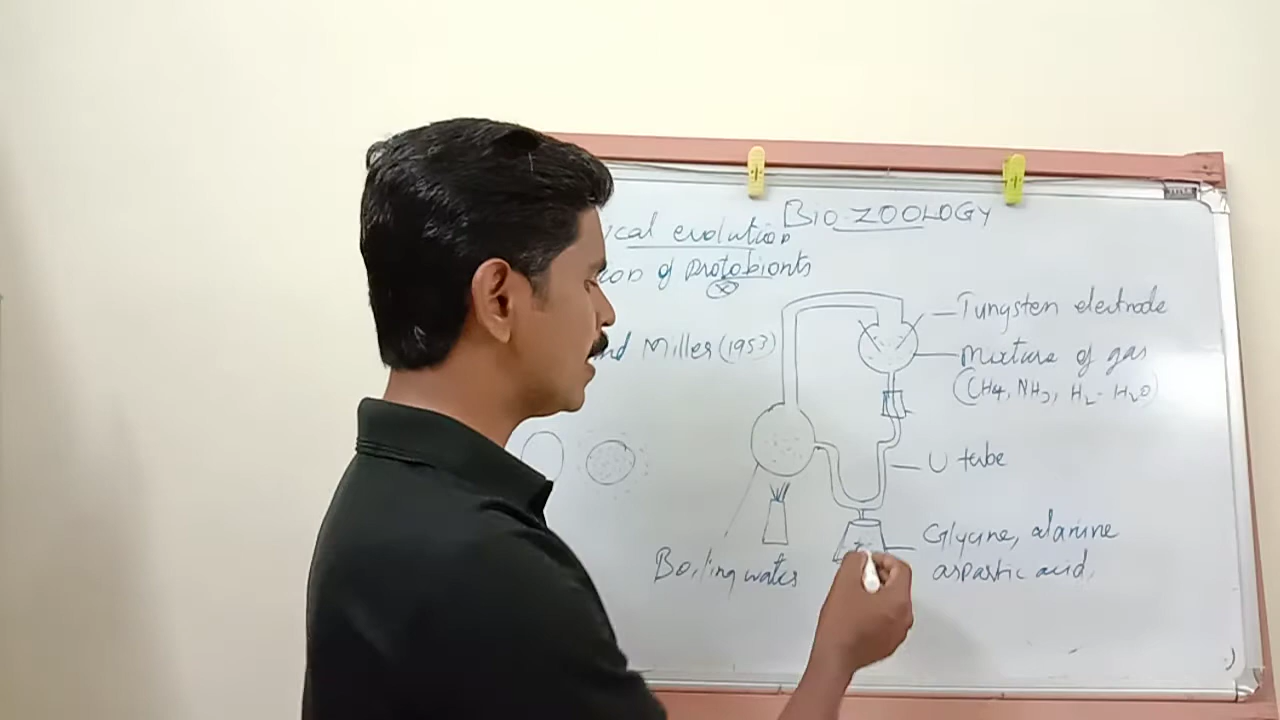 BIO-ZOOLOGY
ical evolution
ion of protobionts
nd Miller (1953)
Tungsten electrode
Mixture of gas
(CH4, NH3, H2- H2O)
U tube
Glycine, alanine
aspastic acid,
Boiling water